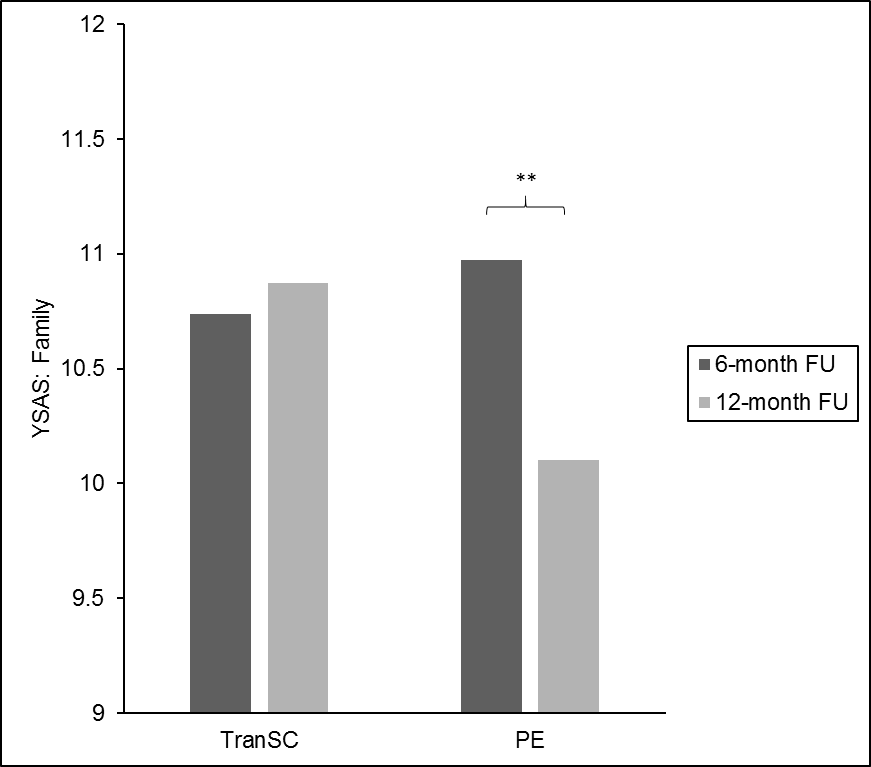 12
11.5
11
10.5
10
9.5
9
YSAS: Family
**
TranSC
PE
6-month FU
12-month FU